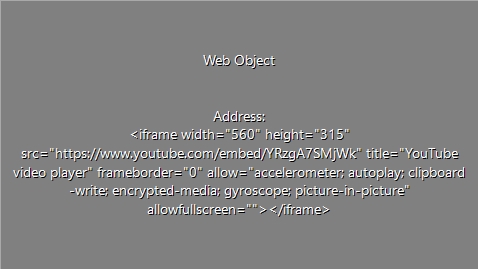 Web Object
Address:
<iframe width="560" height="315"
src="https://www.youtube.com/embed/YRzgA7SMjWk" title="YouTube
video player" frameborder="0" allow="accelerometer; autoplay; clipboard
-write; encrypted-media; gyroscope; picture-in-picture"
allowfullscreen=""></iframe>